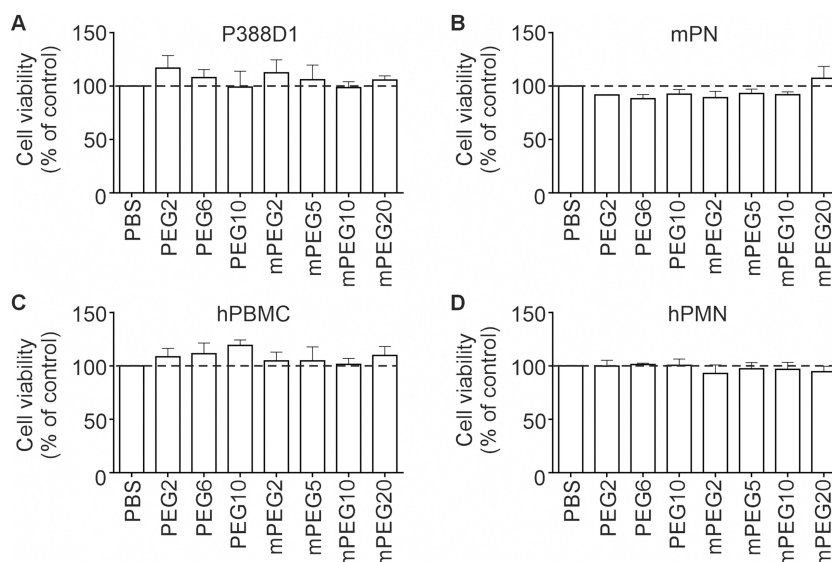 A
P388D1
Cell viability
(% of control)
150
100
50
0
PBS
PEG2
PEG6
PEG10
mPEG2
mPEG5
mPEG10
mPEG20
B
mPN
Cell viability
(% of control)
150
100
50
0
PBS
PEG2
PEG6
PEG10
mPEG2
mPEG5
mPEG10
mPEG20
C
hPBMC
Cell viability
(% of control)
150
100
50
0
PBS
PEG2
PEG6
PEG10
mPEG2
mPEG5
mPEG10
mPEG20
D
hPMN
Cell viability
(% of control)
150
100
50
0
PBS
PEG2
PEG6
PEG10
mPEG2
mPEG5
mPEG10
mPEG20